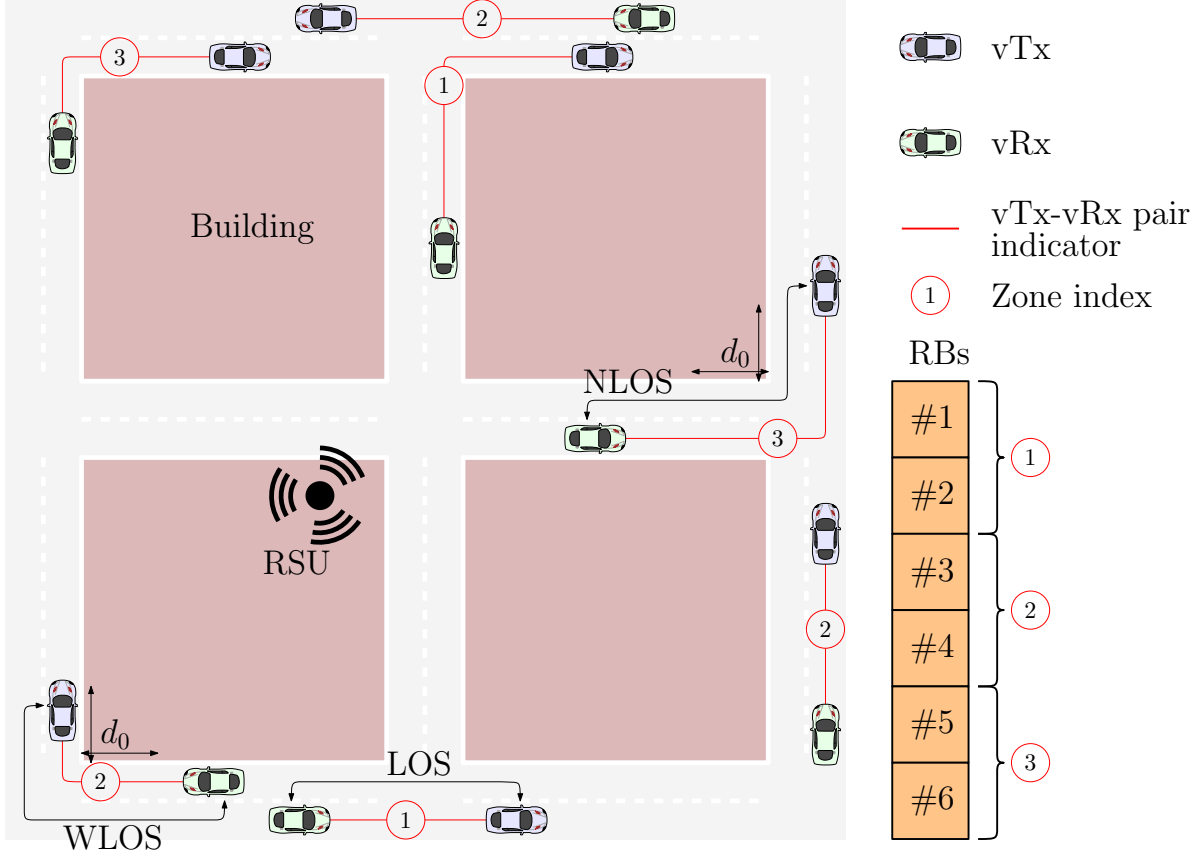 2
3
1
vTx
vRx
Building
vTx-vRx pair
indicator
1
Zone index
d0
NLOS
RBs
3
#1
1
#2
RSU
#3
2
#4
2
d0
#5
3
2
LOS
#6
1
WLOS